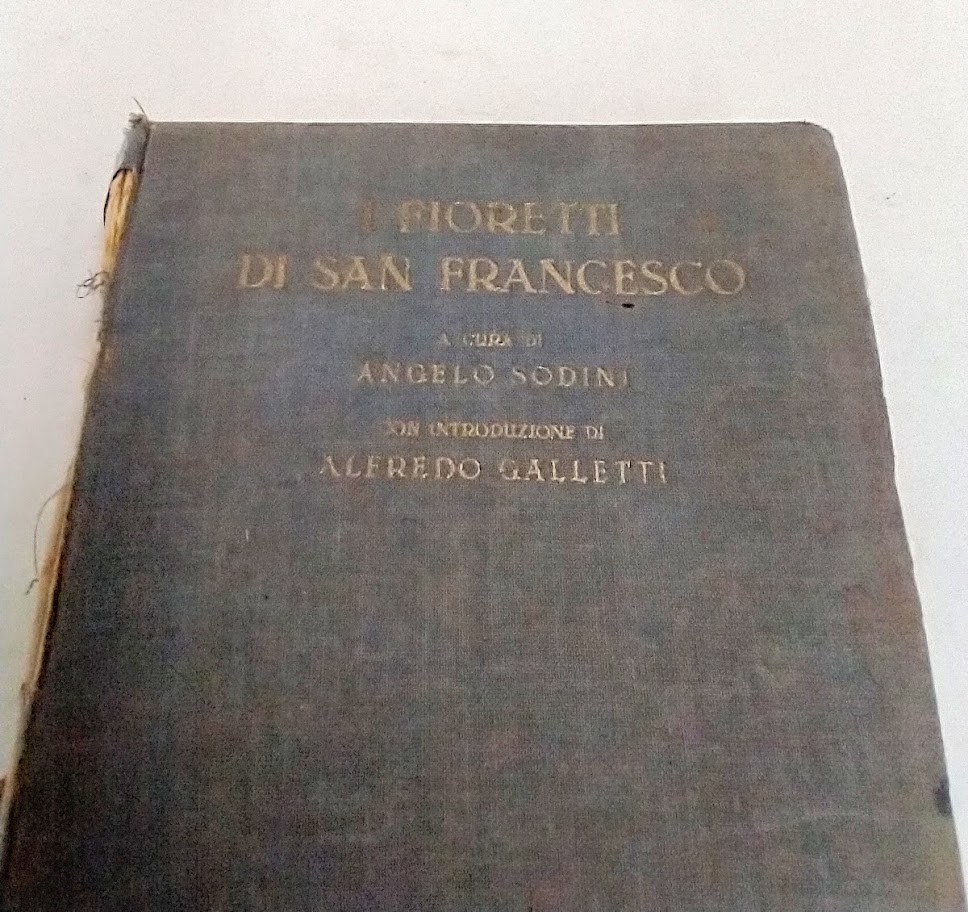 I FIORETTI
DI SAN FRANCESCO
A CURA DI
ANGELO SODINI
CON INTRODUZIONE DI
ALFREDO GALLETTI